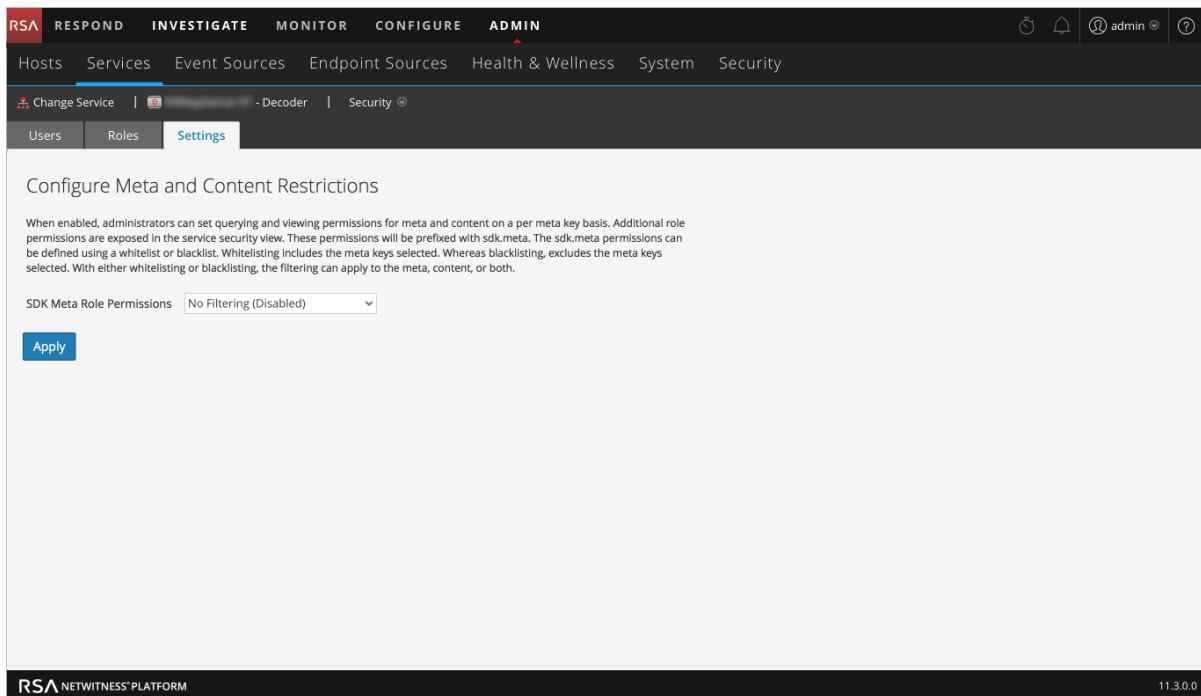 RSA RESPOND INVESTIGATE MONITOR CONFIGURE ADMIN admin
Hosts Services Event Sources Endpoint Sources Health & Wellness System Security
Change Service | - Decoder | Security
Users Roles Settings
Configure Meta and Content Restrictions
When enabled, administrators can set querying and viewing permissions for meta and content on a per meta key basis. Additional role
permissions are exposed in the service security view. These permissions will be prefixed with sdk.meta. The sdk.meta permissions can
be defined using a whitelist or blacklist. Whitelisting includes the meta keys selected. Whereas blacklisting, excludes the meta keys
selected. With either whitelisting or blacklisting, the filtering can apply to the meta, content, or both.
SDK Meta Role Permissions No Filtering (Disabled)
Apply
RSA NETWITNESS® PLATFORM 11.3.0.0